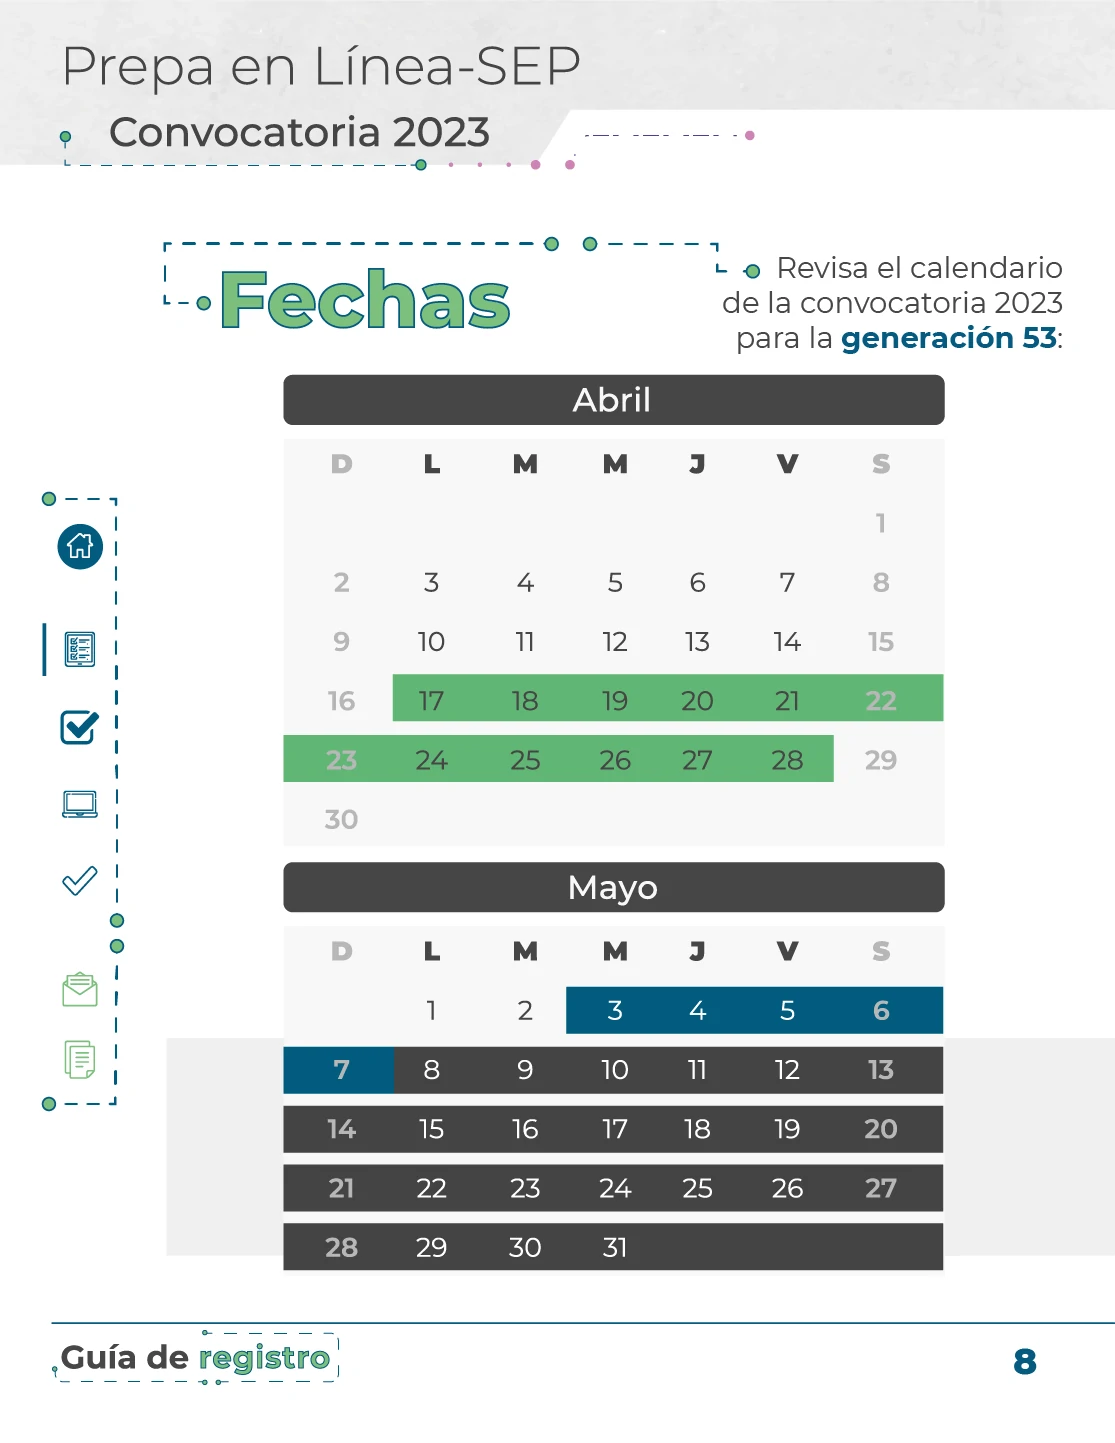 Prepa en Línea-SEP
Convocatoria 2023
Fechas
Revisa el calendario
de la convocatoria 2023
para la generación 53:
Abril
D L M M J V S
1
2 3 4 5 6 7 8
9 10 11 12 13 14 15
16 17 18 19 20 21 22
23 24 25 26 27 28 29
30
Mayo
D L M M J V S
1 2 3 4 5 6
7 8 9 10 11 12 13
14 15 16 17 18 19 20
21 22 23 24 25 26 27
28 29 30 31
Guía de registro
8